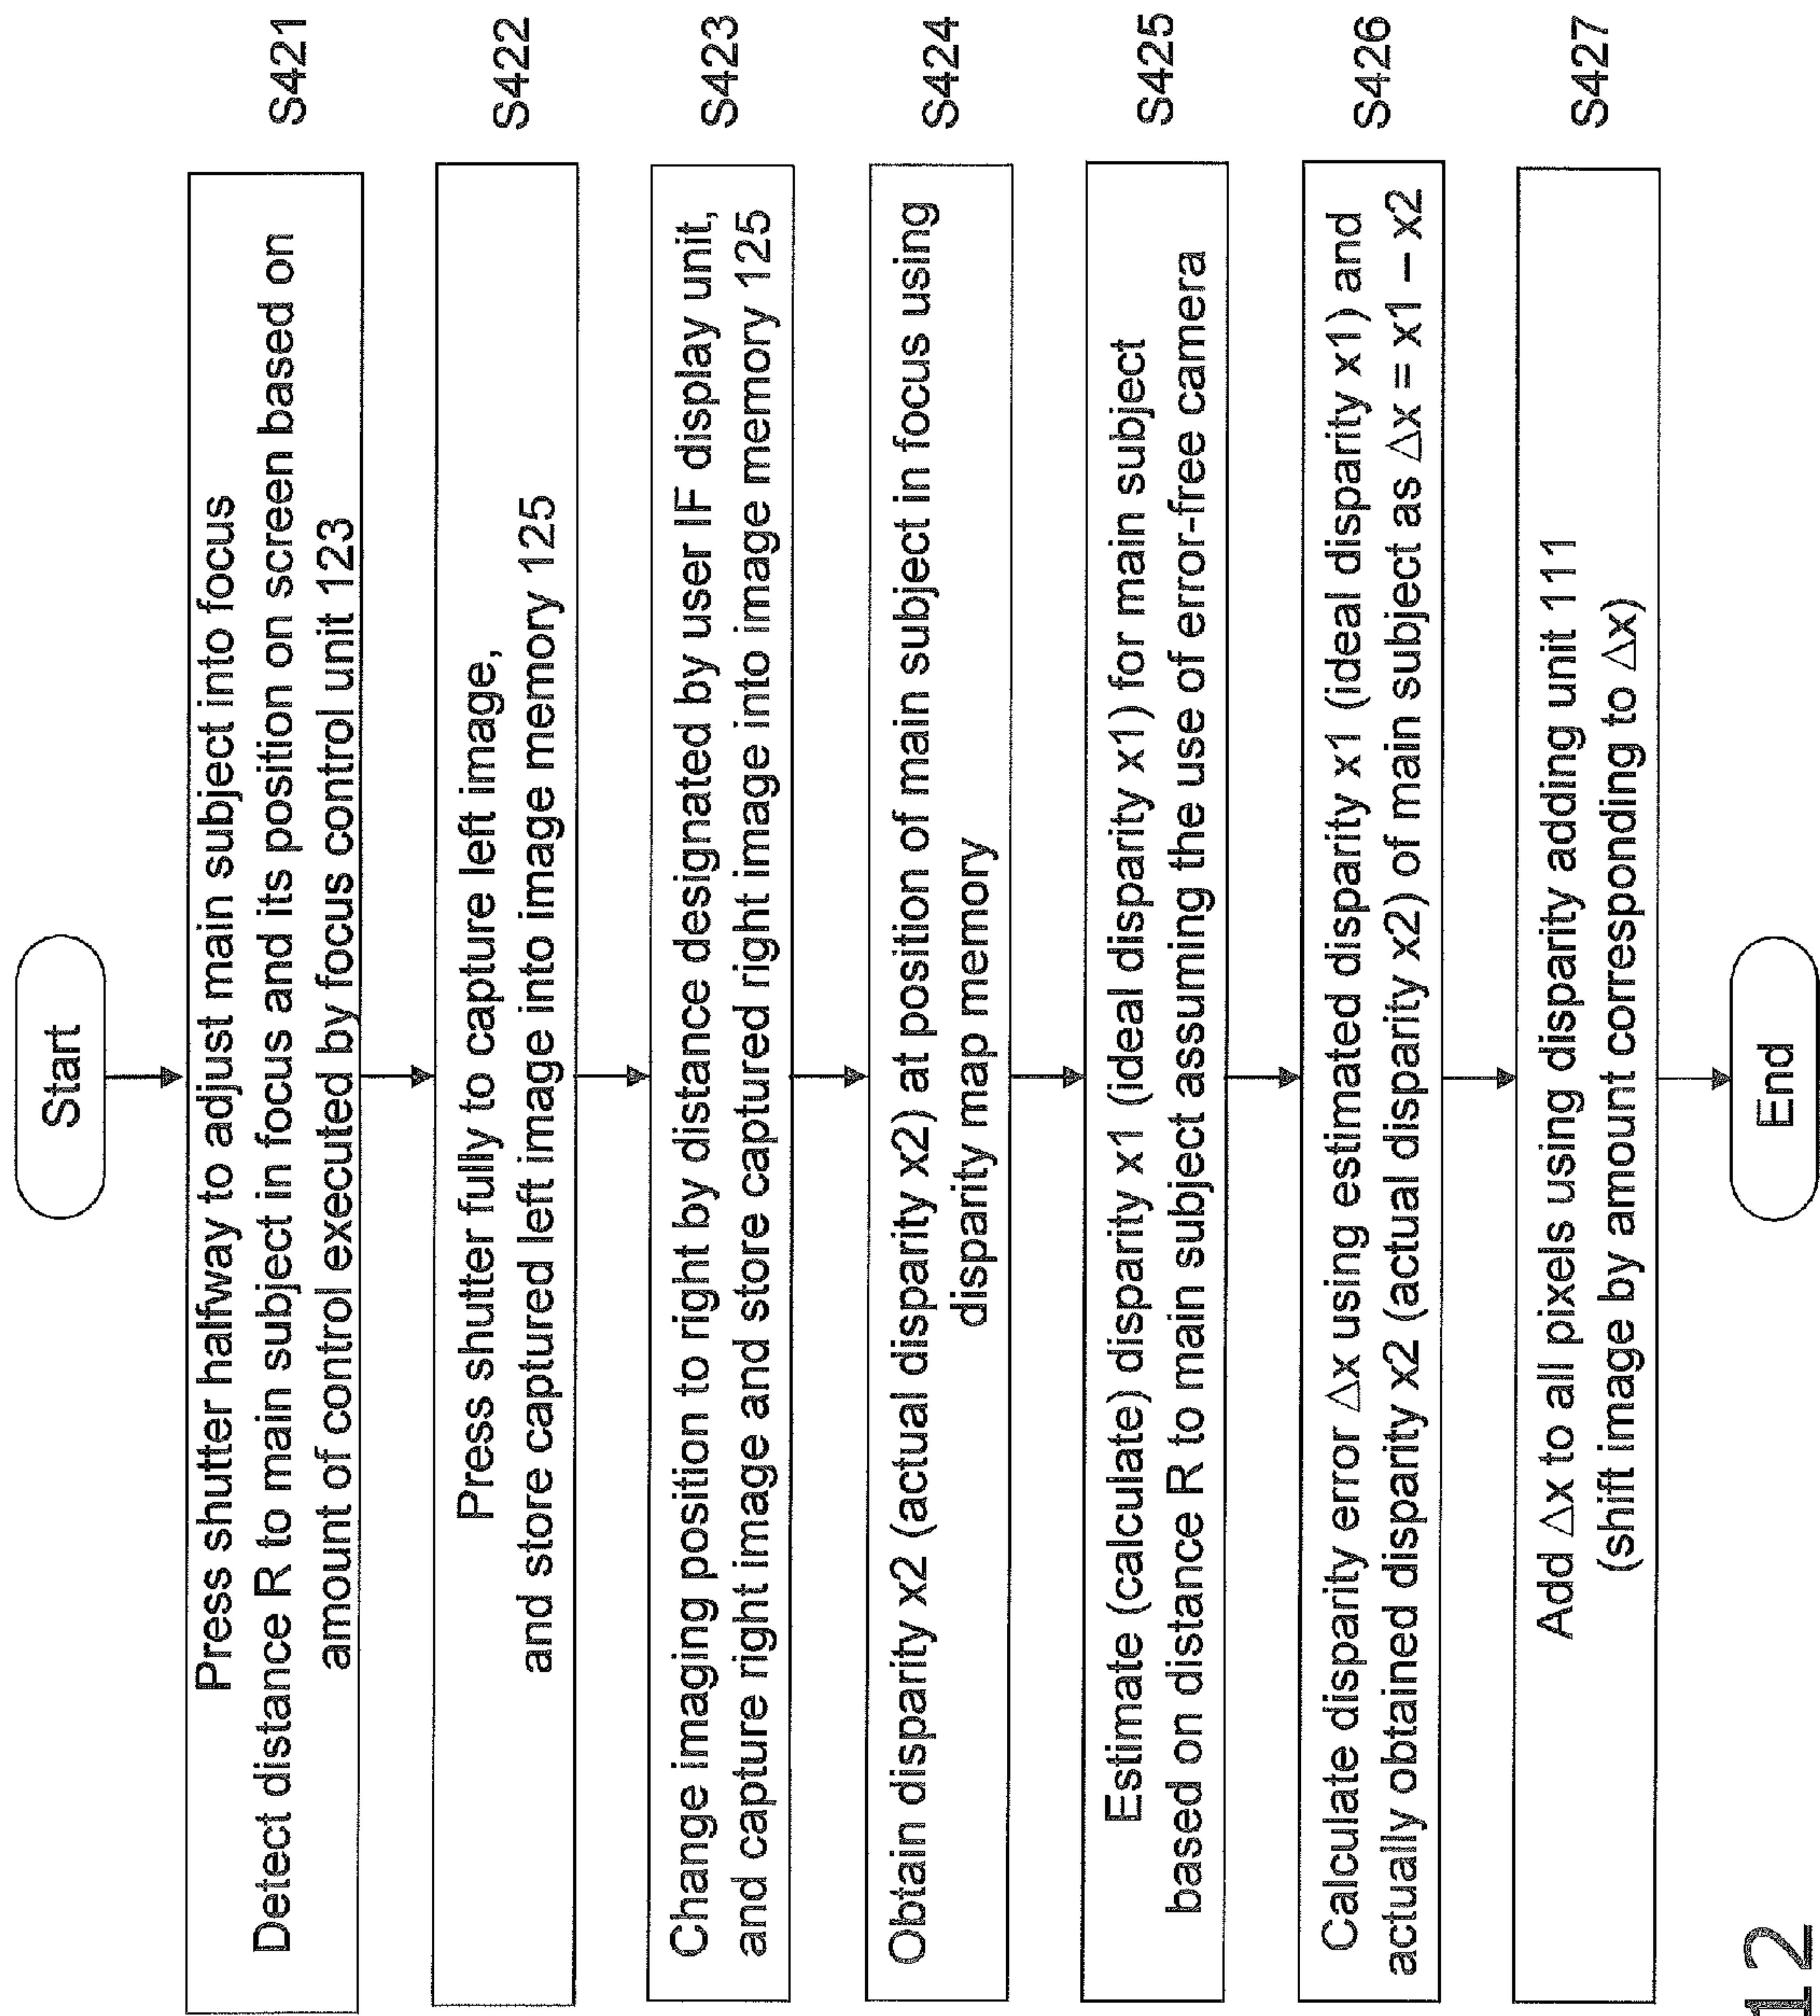 Start
Press shutter halfway to adjust main subject into focus
Detect distance R to main subject in focus and its position on screen based on
amount of control executed by focus control unit 123
S421
Press shutter fully to capture left image,
and store captured left image into image memory 125
S422
Change imaging position to right by distance designated by user IF display unit,
and capture right image and store captured right image into image memory 125
S423
Obtain disparity x2 (actual disparity x2) at position of main subject in focus using
disparity map memory
S424
Estimate (calculate) disparity x1 (ideal disparity x1) for main subject
based on distance R to main subject assuming the use of error-free camera
S425
Calculate disparity error △x using estimated disparity x1 (ideal disparity x1) and
actually obtained disparity x2 (actual disparity x2) of main subject as △x = x1 – x2
S426
Add △x to all pixels using disparity adding unit 111
(shift image by amount corresponding to △x)
S427
End
12